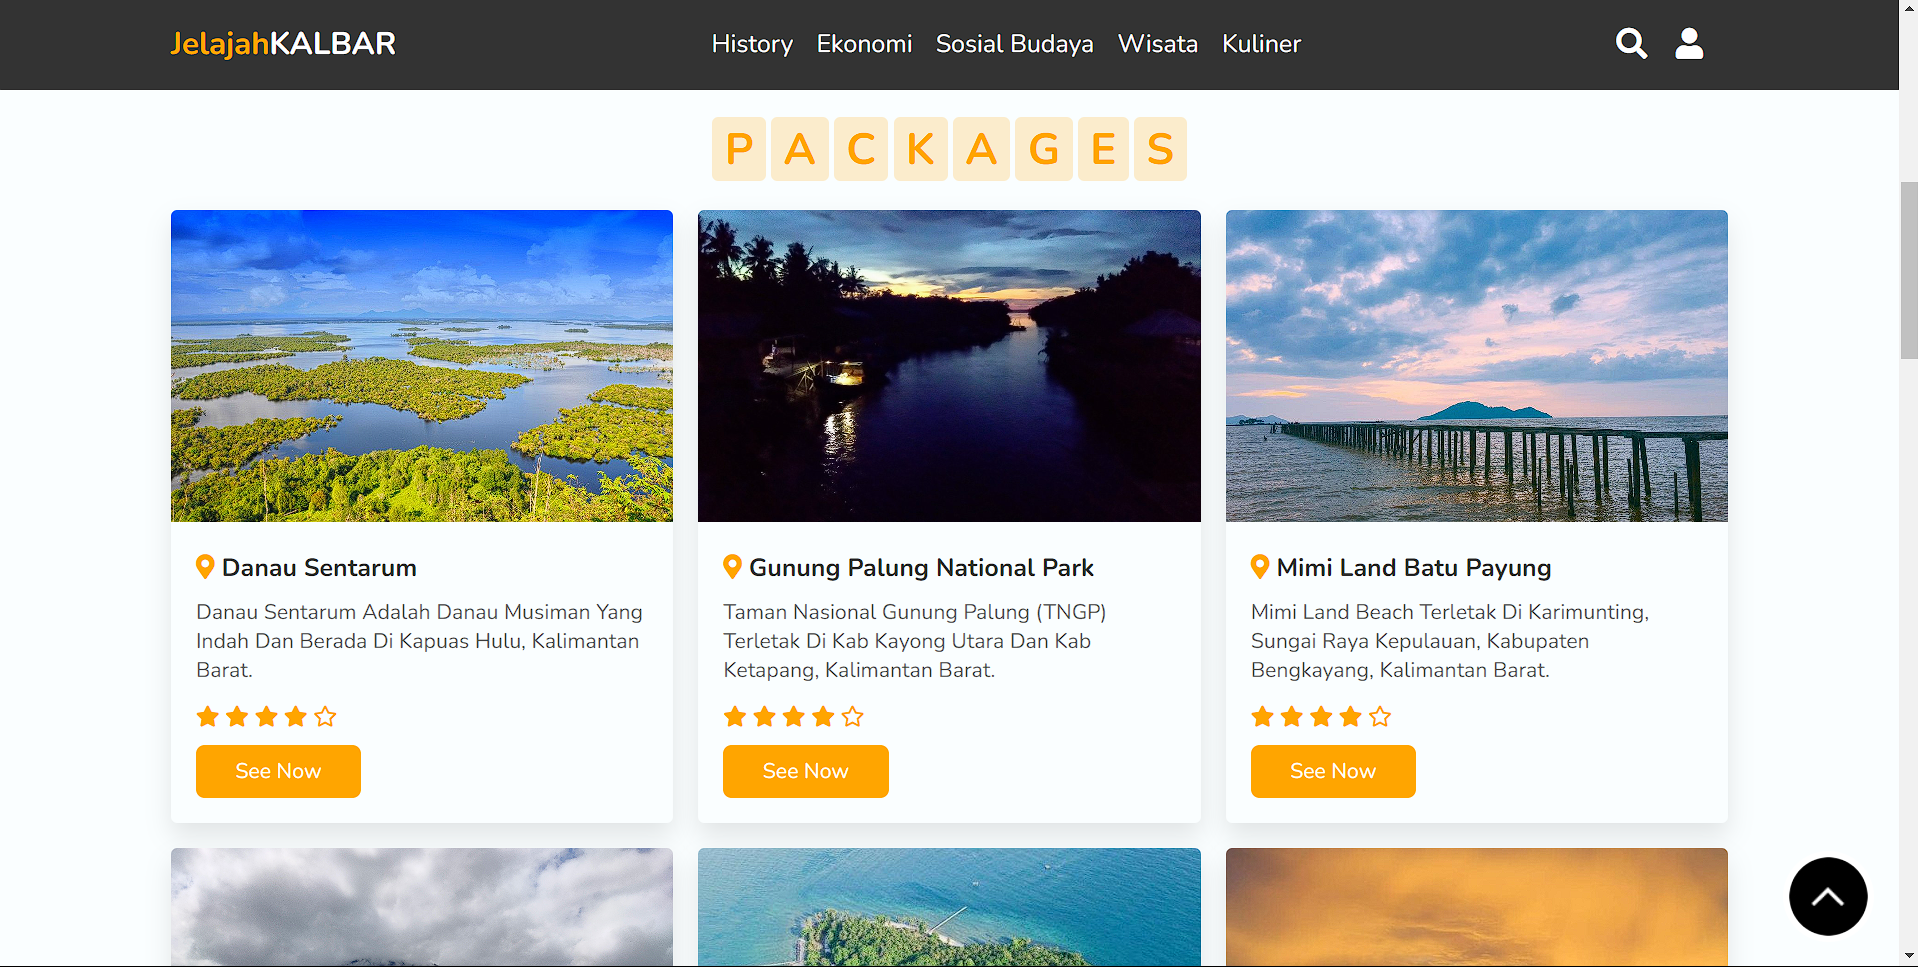 JelajahKALBAR
History Ekonomi Sosial Budaya Wisata Kuliner
PACKAGES
Danau Sentarum
Danau Sentarum Adalah Danau Musiman Yang
Indah Dan Berada Di Kapuas Hulu, Kalimantan
Barat.
See Now
Gunung Palung National Park
Taman Nasional Gunung Palung (TNGP)
Terletak Di Kab Kayong Utara Dan Kab
Ketapang, Kalimantan Barat.
See Now
Mimi Land Batu Payung
Mimi Land Beach Terletak Di Karimunting,
Sungai Raya Kepulauan, Kabupaten
Bengkayang, Kalimantan Barat.
See Now